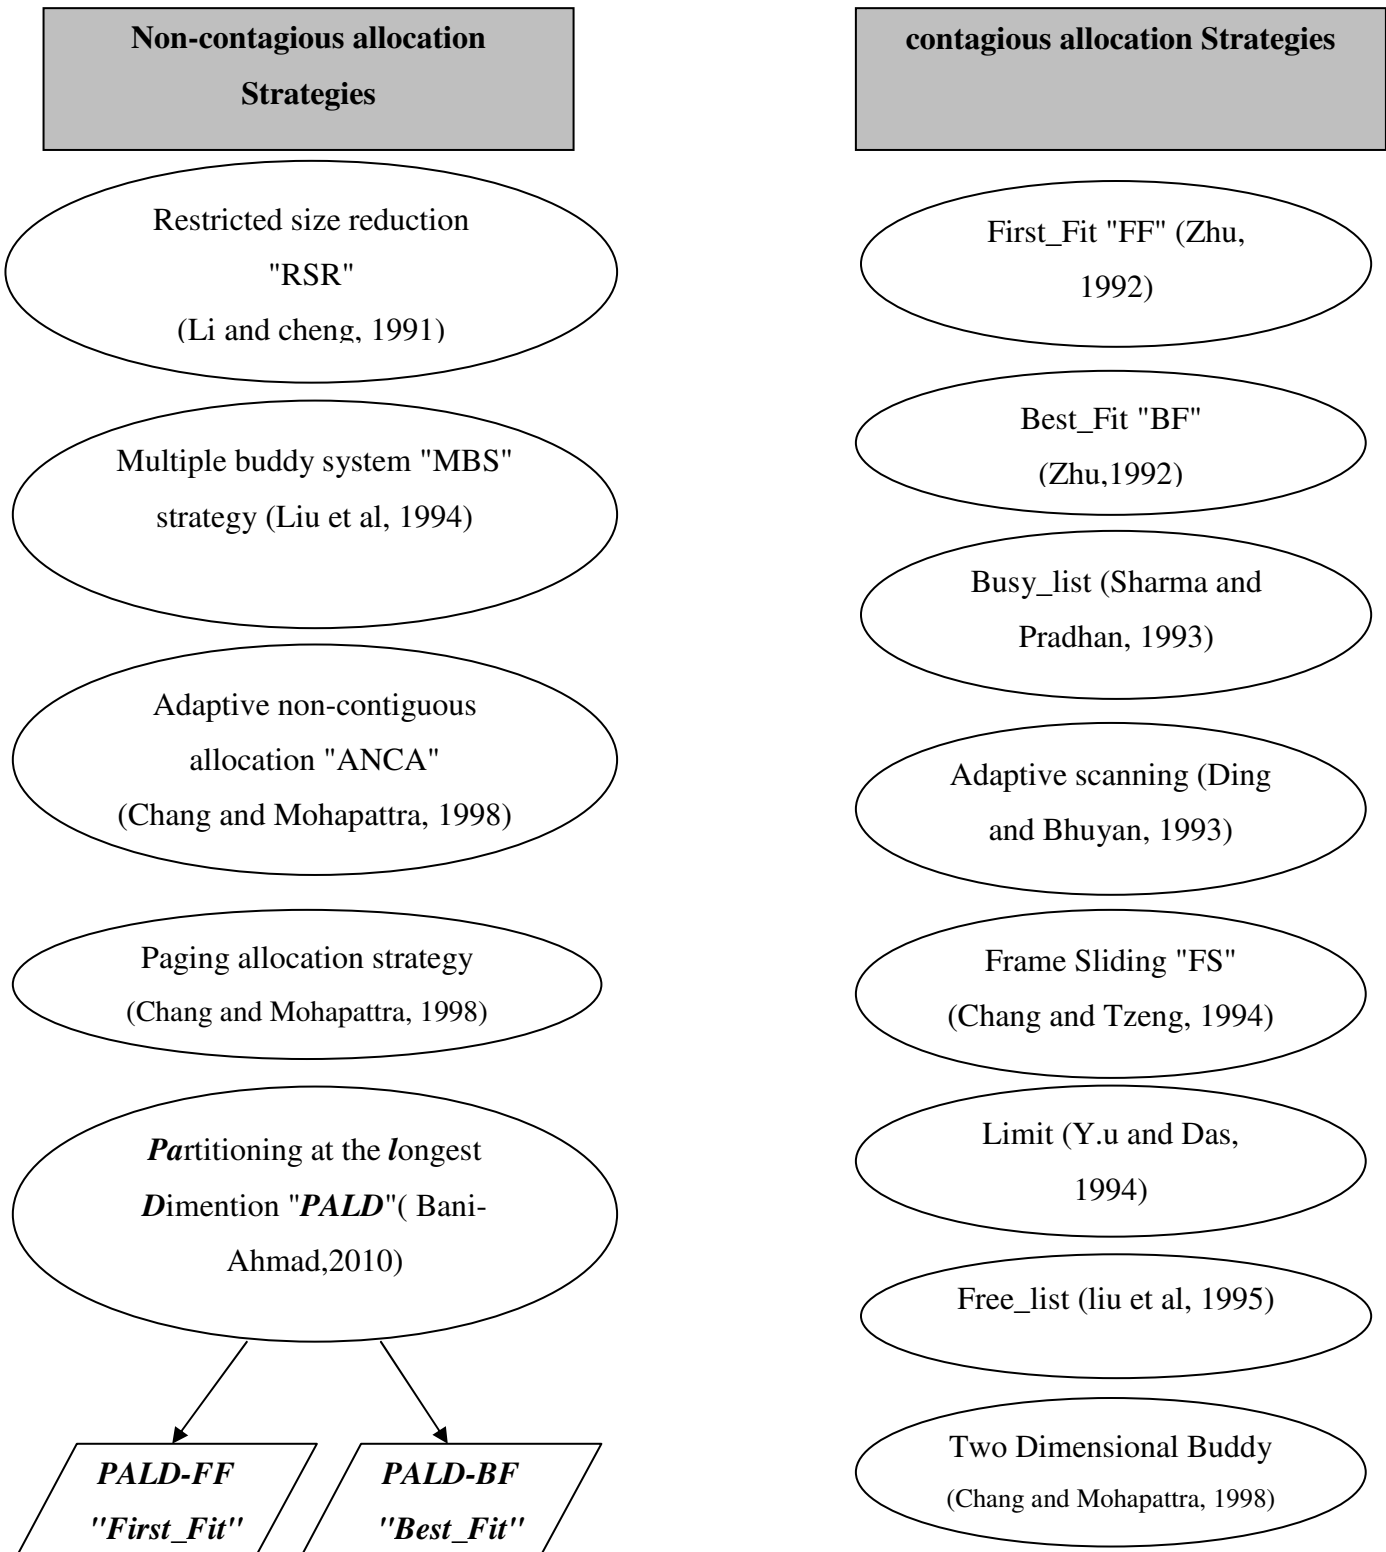 Non-contagious allocation
Strategies
Restricted size reduction
"RSR"
(Li and cheng, 1991)
Multiple buddy system "MBS"
strategy (Liu et al, 1994)
Adaptive non-contiguous
allocation "ANCA"
(Chang and Mohapattra, 1998)
Paging allocation strategy
(Chang and Mohapattra, 1998)
Partitioning at the longest
Dimention "PALD"( Bani-
Ahmad,2010)
PALD-FF
"First_Fit"
PALD-BF
"Best_Fit"
contagious allocation Strategies
First_Fit "FF" (Zhu,
1992)
Best_Fit "BF"
(Zhu,1992)
Busy_list (Sharma and
Pradhan, 1993)
Adaptive scanning (Ding
and Bhuyan, 1993)
Frame Sliding "FS"
(Chang and Tzeng, 1994)
Limit (Y.u and Das,
1994)
Free_list (liu et al, 1995)
Two Dimensional Buddy
(Chang and Mohapattra, 1998)